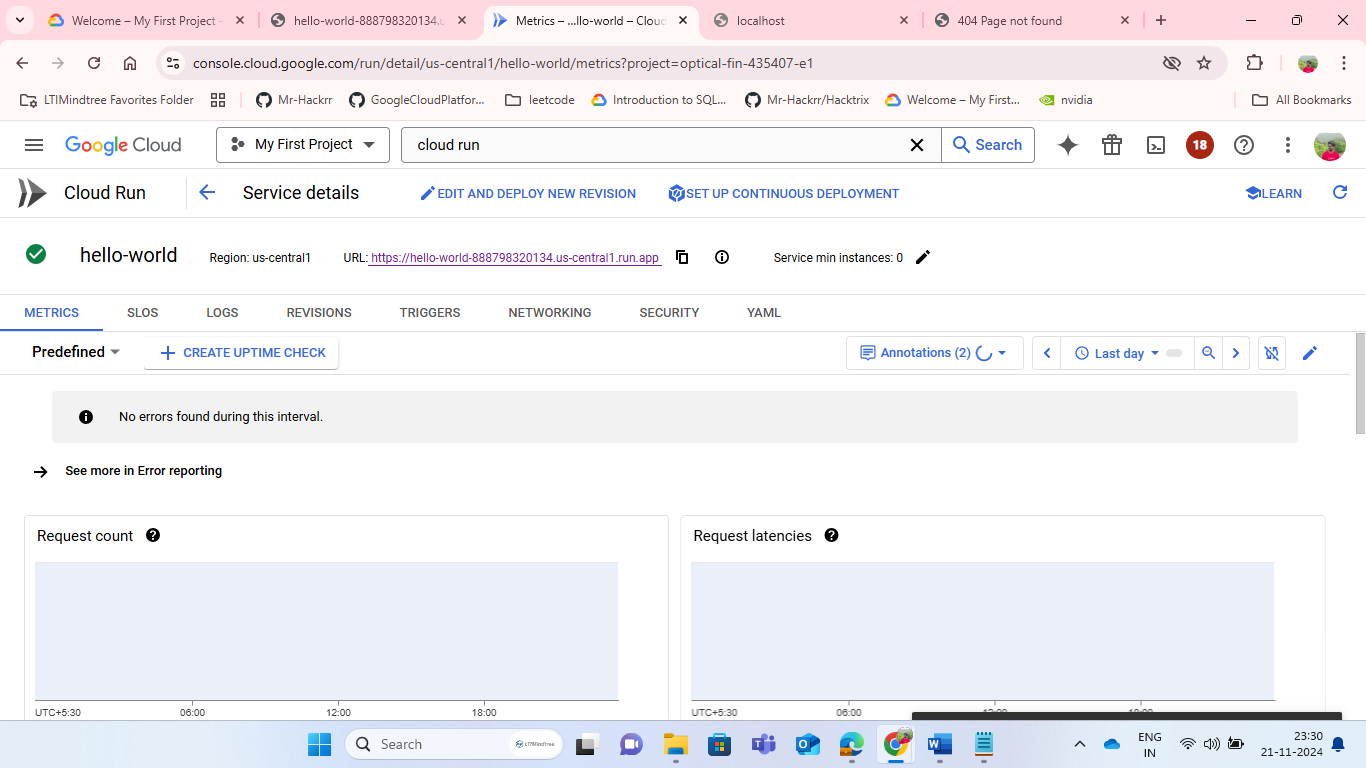 Welcome – My First Project -
hello-world-888798320134.u
Metrics – ...llo-world – Cloud
localhost
404 Page not found
console.cloud.google.com/run/detail/us-central1/hello-world/metrics?project=optical-fin-435407-e1
LTIMindtree Favorites Folder
Mr-Hackrr
GoogleCloudPlatfor...
leetcode
Introduction to SQL...
Mr-Hackrr/Hacktrix
Welcome – My First...
nvidia
All Bookmarks
Google Cloud
My First Project
cloud run
Search
18
Cloud Run
Service details
EDIT AND DEPLOY NEW REVISION
SET UP CONTINUOUS DEPLOYMENT
LEARN
hello-world
Region: us-central1
URL: https://hello-world-888798320134.us-central1.run.app
Service min instances: 0
METRICS
SLOS
LOGS
REVISIONS
TRIGGERS
NETWORKING
SECURITY
YAML
Predefined
CREATE UPTIME CHECK
Annotations (2)
Last day
No errors found during this interval.
See more in Error reporting
Request count
Request latencies
UTC+5:30 06:00 12:00 18:00
UTC+5:30 06:00 12:00 18:00
Search
LTIMindtree
ENG
IN
23:30
21-11-2024